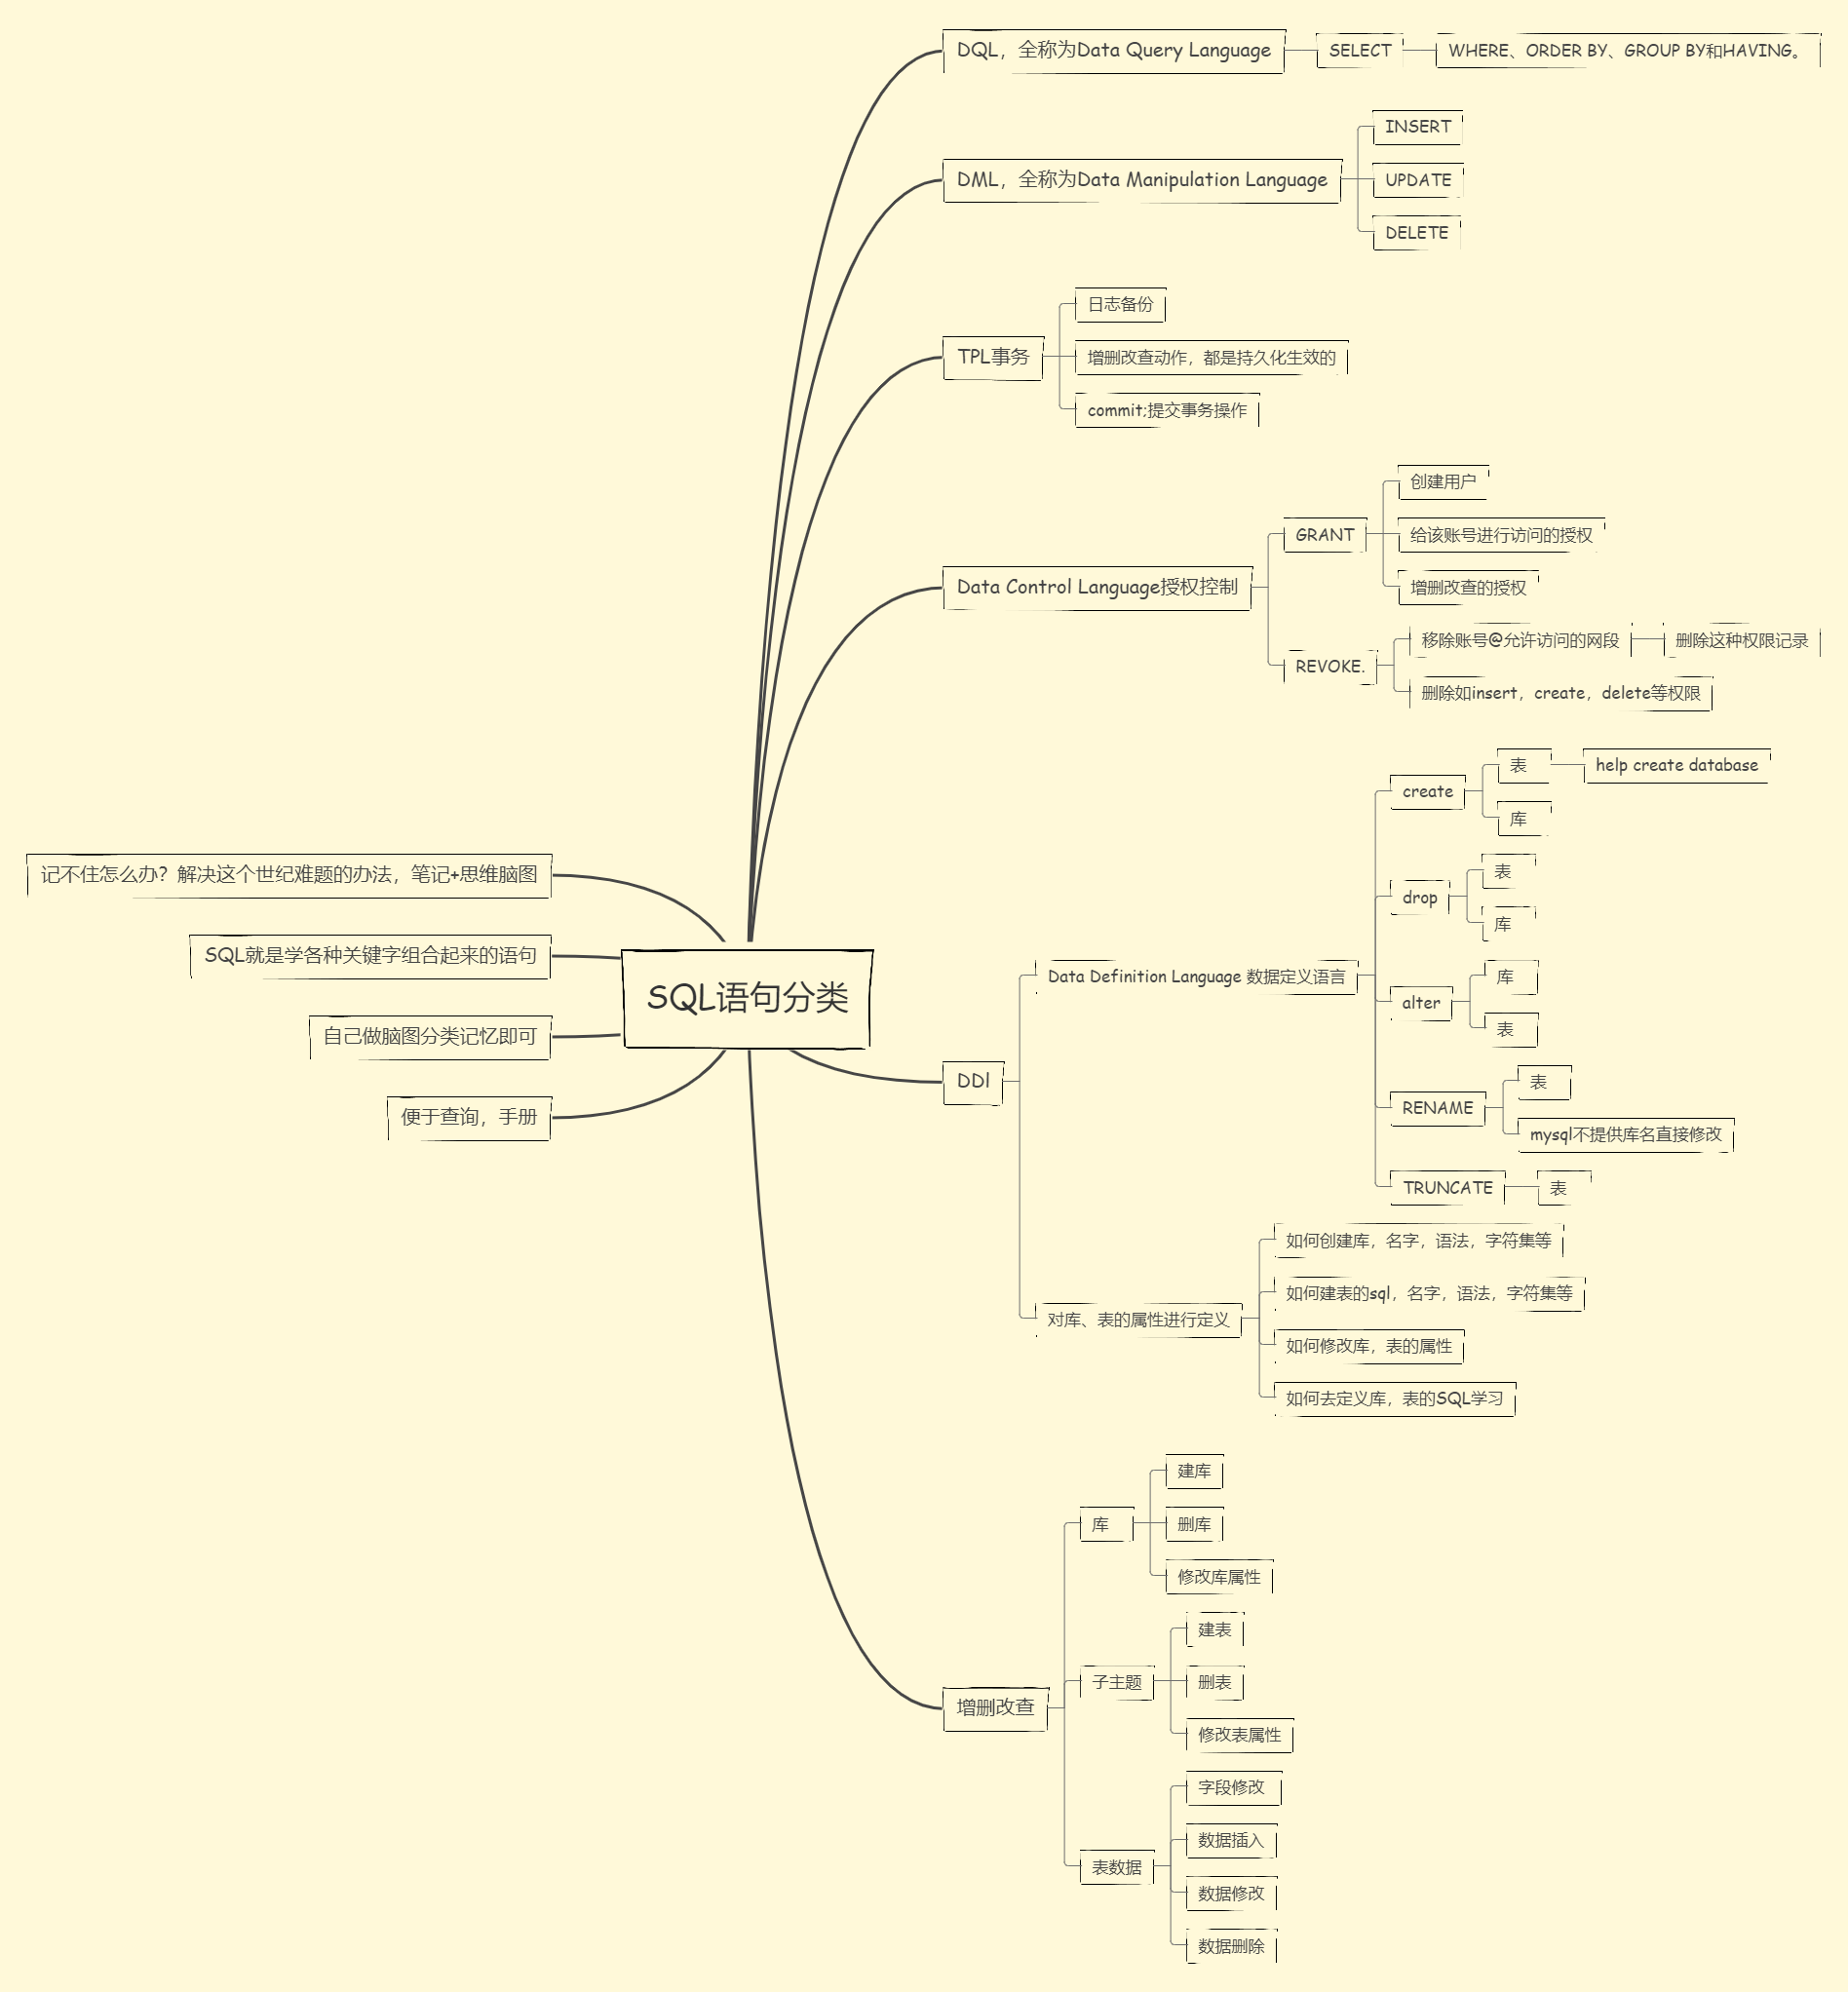 SQL语句分类
DQL，全称为Data Query Language
SELECT
WHERE、ORDER BY、GROUP BY和HAVING。
DML，全称为Data Manipulation Language
INSERT
UPDATE
DELETE
TPL事务
日志备份
增删改查动作，都是持久化生效的
commit;提交事务操作
Data Control Language授权控制
GRANT
创建用户
给该账号进行访问的授权
增删改查的授权
REVOKE.
移除账号@允许访问的网段
删除这种权限记录
删除如insert，create，delete等权限
DDl
Data Definition Language 数据定义语言
create
表
help create database
库
drop
表
库
alter
库
表
RENAME
表
mysql不提供库名直接修改
TRUNCATE
表
对库、表的属性进行定义
如何创建库，名字，语法，字符集等
如何建表的sql，名字，语法，字符集等
如何修改库，表的属性
如何去定义库，表的SQL学习
增删改查
库
建库
删库
修改库属性
子主题
建表
删表
修改表属性
表数据
字段修改
数据插入
数据修改
数据删除
记不住怎么办？解决这个世纪难题的办法，笔记+思维脑图
SQL就是学各种关键字组合起来的语句
自己做脑图分类记忆即可
便于查询，手册